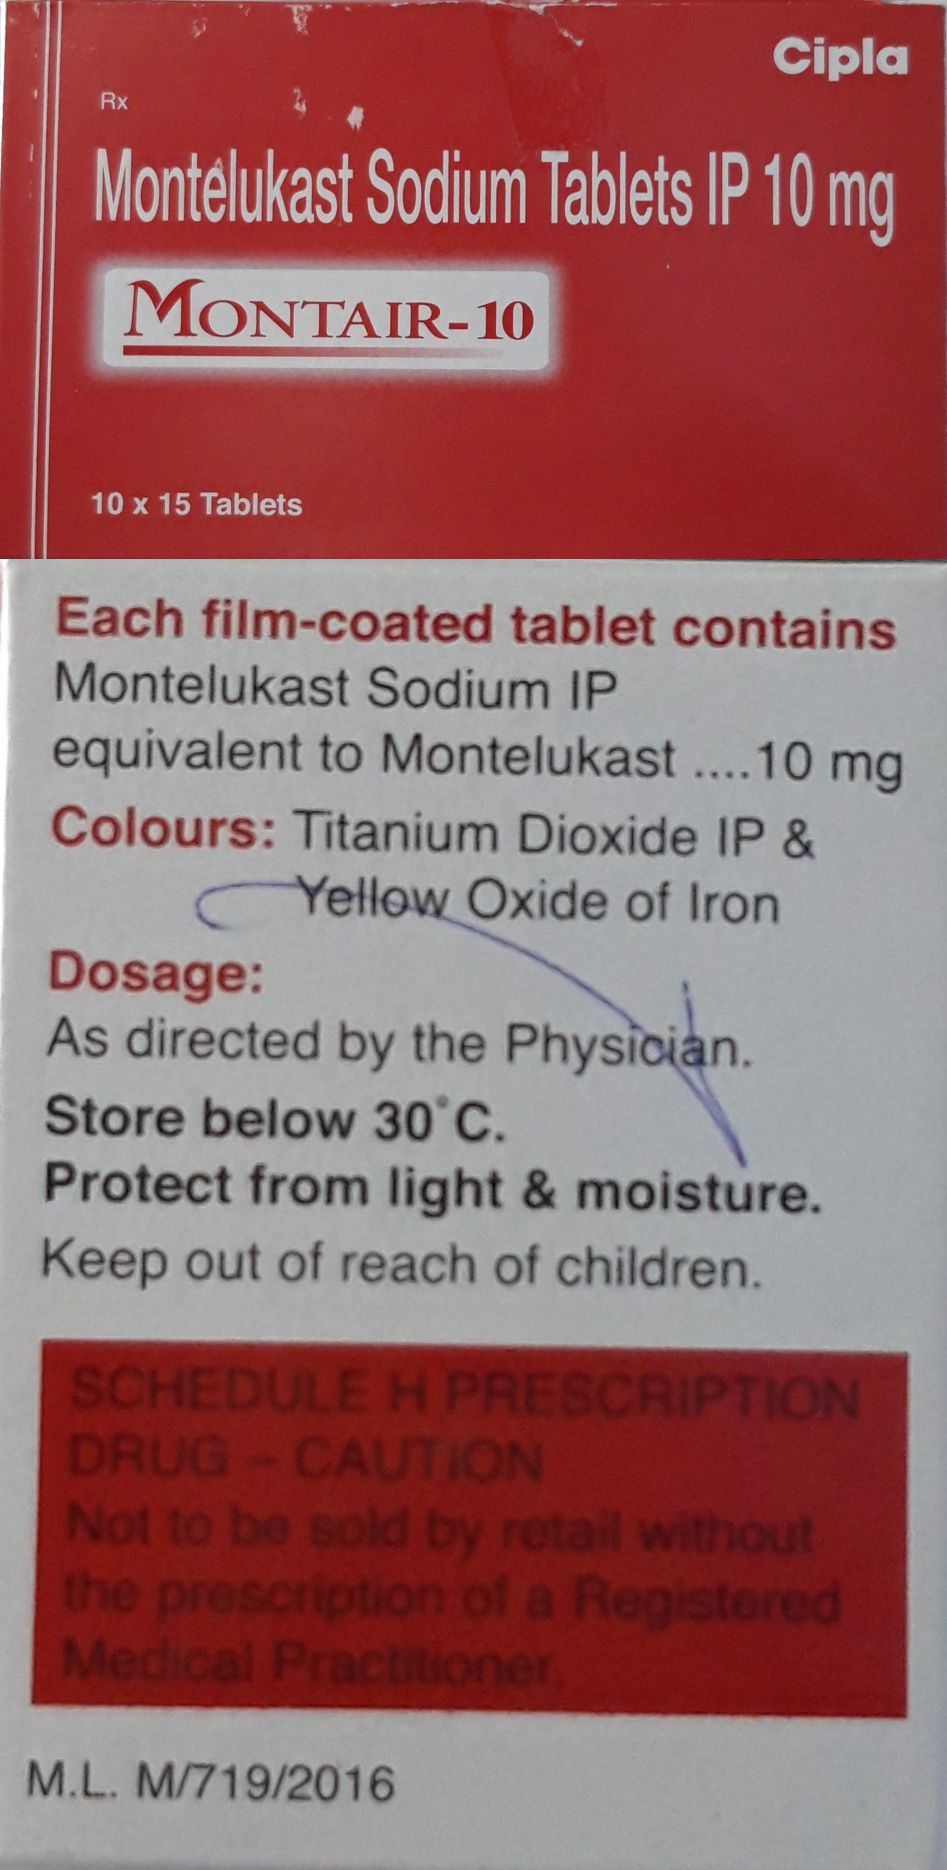 Cipla
Rx
Montelukast Sodium Tablets IP 10 mg
MONTAIR-10
10 x 15 Tablets
Each film-coated tablet contains
Montelukast Sodium IP
equivalent to Montelukast ....10 mg
Colours: Titanium Dioxide IP &
Yellow Oxide of Iron
Dosage:
As directed by the Physician.
Store below 30°C.
Protect from light & moisture.
Keep out of reach of children.
SCHEDULE H PRESCRIPTION
DRUG – CAUTION
Not to be sold by retail without
the prescription of a Registered
Medical Practitioner.
M.L. M/719/2016